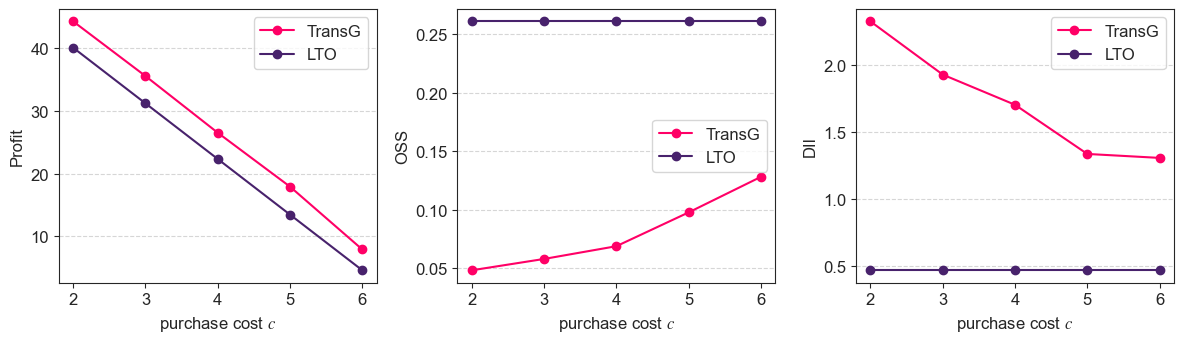 Profit
40
30
20
10
2 3 4 5 6
purchase cost c
TransG
LTO
OSS
0.25
0.20
0.15
0.10
0.05
2 3 4 5 6
purchase cost c
TransG
LTO
DII
2.0
1.5
1.0
0.5
2 3 4 5 6
purchase cost c
TransG
LTO